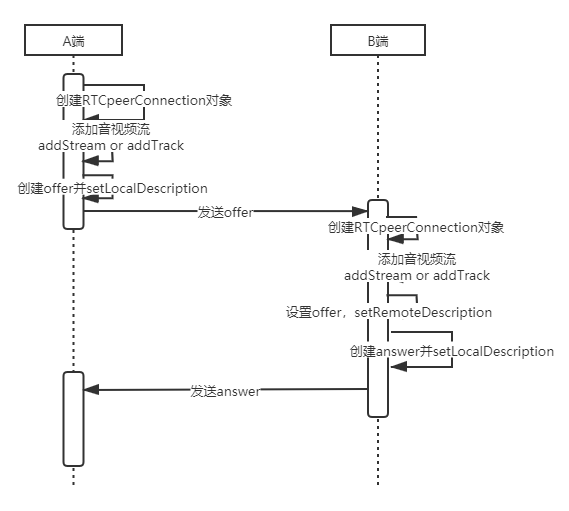 A端
B端
创建RTCpeerConnection对象
添加音视频流
addStream or addTrack
创建offer并setLocalDescription
发送offer
创建RTCpeerConnection对象
添加音视频流
addStream or addTrack
设置offer，setRemoteDescription
创建answer并setLocalDescription
发送answer